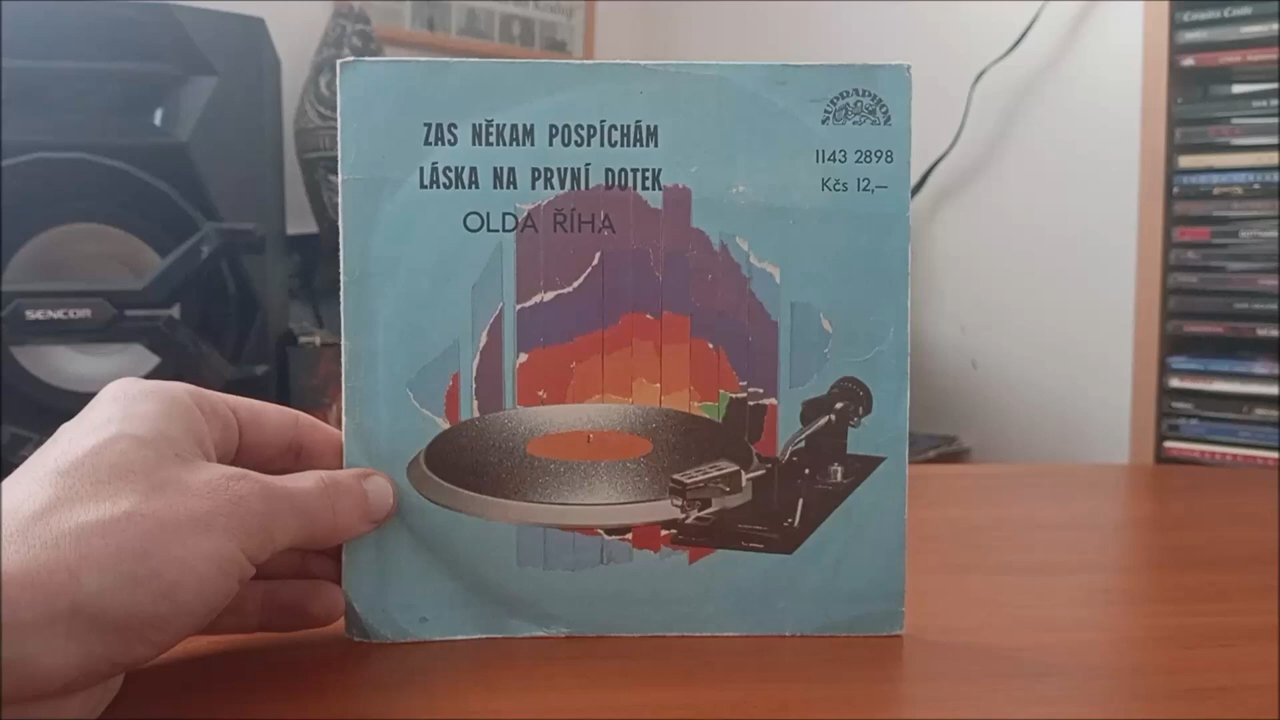 ZAS NĚKAM POSPÍCHÁM
LÁSKA NA PRVNÍ DOTEK
OLDA ŘÍHA
SUPRAPHON
1143 2898
Kčs 12,–
SENCOR